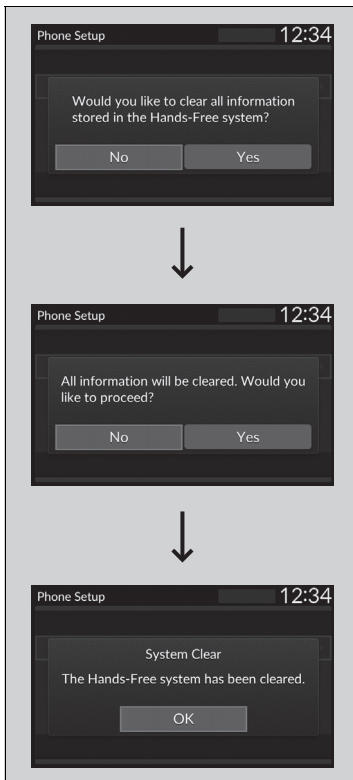 Phone Setup 12:34
Would you like to clear all information
stored in the Hands-Free system?
No Yes
Phone Setup 12:34
All information will be cleared. Would you
like to proceed?
No Yes
Phone Setup 12:34
System Clear
The Hands-Free system has been cleared.
OK